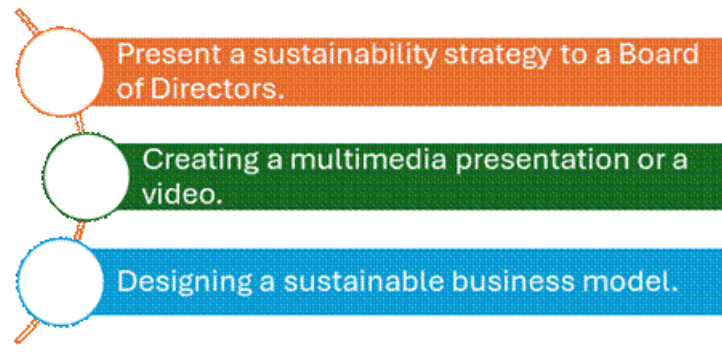 Present a sustainability strategy to a Board
of Directors.
Creating a multimedia presentation or a
video.
Designing a sustainable business model.